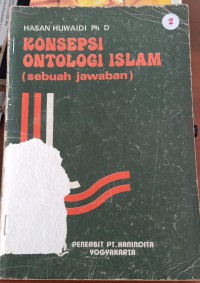 HASAN HUWAIDI Ph D
2
KONSEPSI
ONTOLOGI ISLAM
(sebuah jawaban)
PENERBIT PT. HANINDITA
YOGYAKARTA